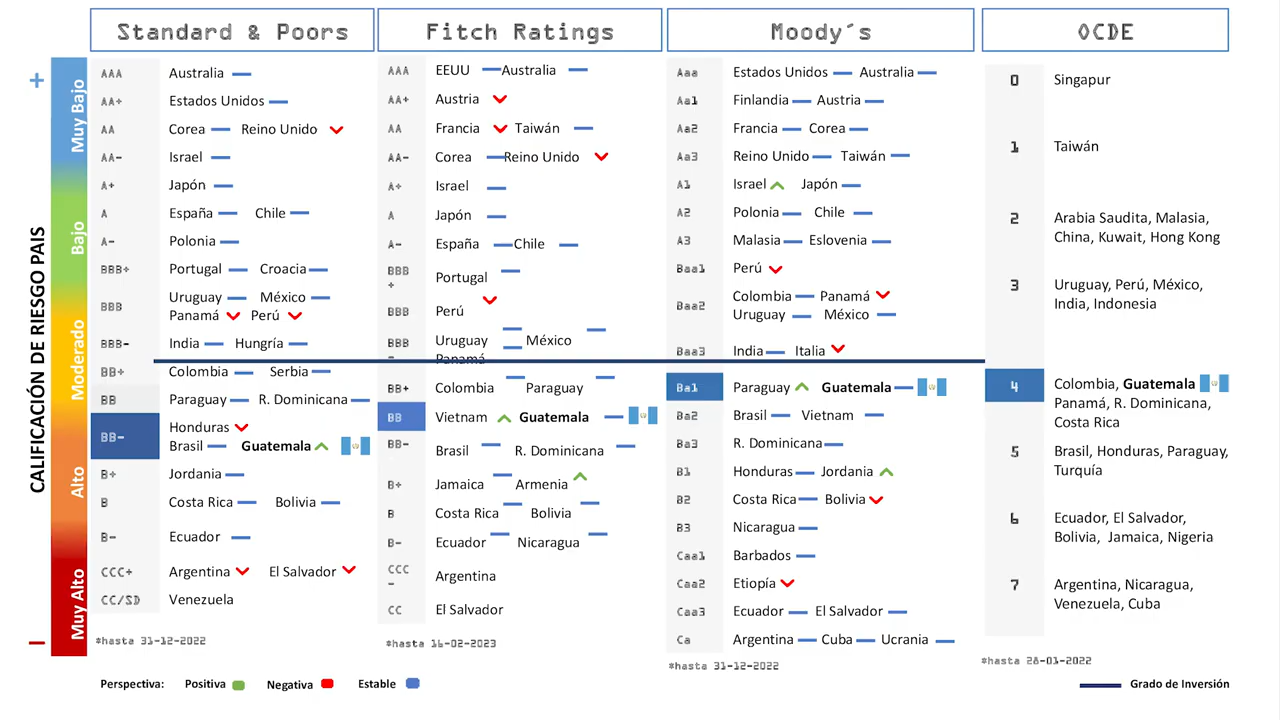 Standard & Poors
Fitch Ratings
Moody´s
OCDE
+
CALIFICACIÓN DE RIESGO PAIS
−
Muy Bajo
Bajo
Moderado
Alto
Muy Alto
AAA Australia
AA+ Estados Unidos
AA Corea Reino Unido
AA- Israel
A+ Japón
A España Chile
A- Polonia
BBB+ Portugal Croacia
BBB Uruguay México
Panamá Perú
BBB- India Hungría
BB+ Colombia Serbia
BB Paraguay R. Dominicana
BB- Honduras
Brasil Guatemala
B+ Jordania
B Costa Rica Bolivia
B- Ecuador
CCC+ Argentina El Salvador
CC/SD Venezuela
*hasta 31-12-2022
AAA EEUU Australia
AA+ Austria
AA Francia Taiwán
AA- Corea Reino Unido
A+ Israel
A Japón
A- España Chile
BBB
+ Portugal
BBB Perú
BBB
- Uruguay México
Panamá
BB+ Colombia Paraguay
BB Vietnam Guatemala
BB- Brasil R. Dominicana
B+ Jamaica Armenia
B Costa Rica Bolivia
B- Ecuador Nicaragua
CCC
- Argentina
CC El Salvador
*hasta 16-02-2023
Aaa Estados Unidos Australia
Aa1 Finlandia Austria
Aa2 Francia Corea
Aa3 Reino Unido Taiwán
A1 Israel Japón
A2 Polonia Chile
A3 Malasia Eslovenia
Baa1 Perú
Baa2 Colombia Panamá
Uruguay México
Baa3 India Italia
Ba1 Paraguay Guatemala
Ba2 Brasil Vietnam
Ba3 R. Dominicana
B1 Honduras Jordania
B2 Costa Rica Bolivia
B3 Nicaragua
Caa1 Barbados
Caa2 Etiopía
Caa3 Ecuador El Salvador
Ca Argentina Cuba Ucrania
*hasta 31-12-2022
0 Singapur
1 Taiwán
2 Arabia Saudita, Malasia,
China, Kuwait, Hong Kong
3 Uruguay, Perú, México,
India, Indonesia
4 Colombia, Guatemala
Panamá, R. Dominicana,
Costa Rica
5 Brasil, Honduras, Paraguay,
Turquía
6 Ecuador, El Salvador,
Bolivia, Jamaica, Nigeria
7 Argentina, Nicaragua,
Venezuela, Cuba
*hasta 28-01-2022
Perspectiva: Positiva Negativa Estable
Grado de Inversión